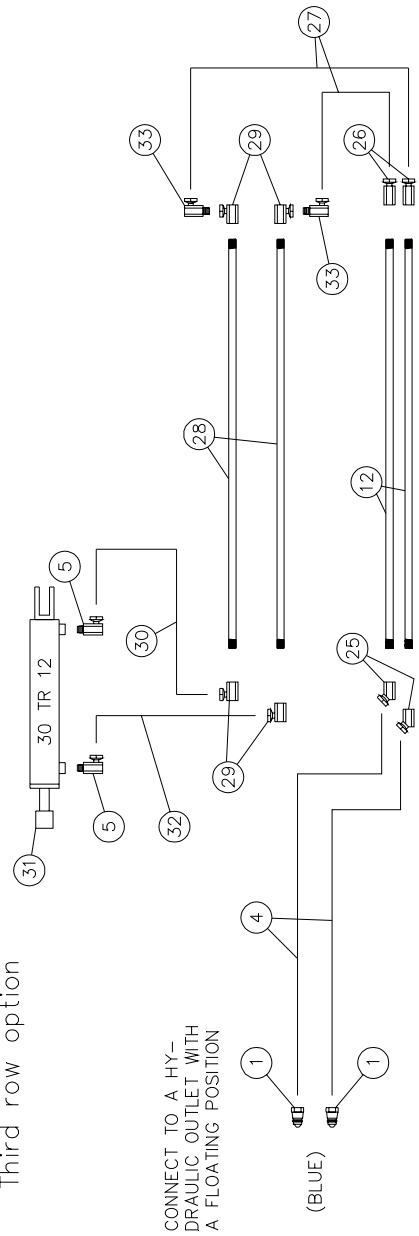 Third row option
31
30 TR 12
5
5
33
27
30
32
28
29
29
33
26
CONNECT TO A HY-
DRAULIC OUTLET WITH
A FLOATING POSITION
1
4
25
12
(BLUE)
1